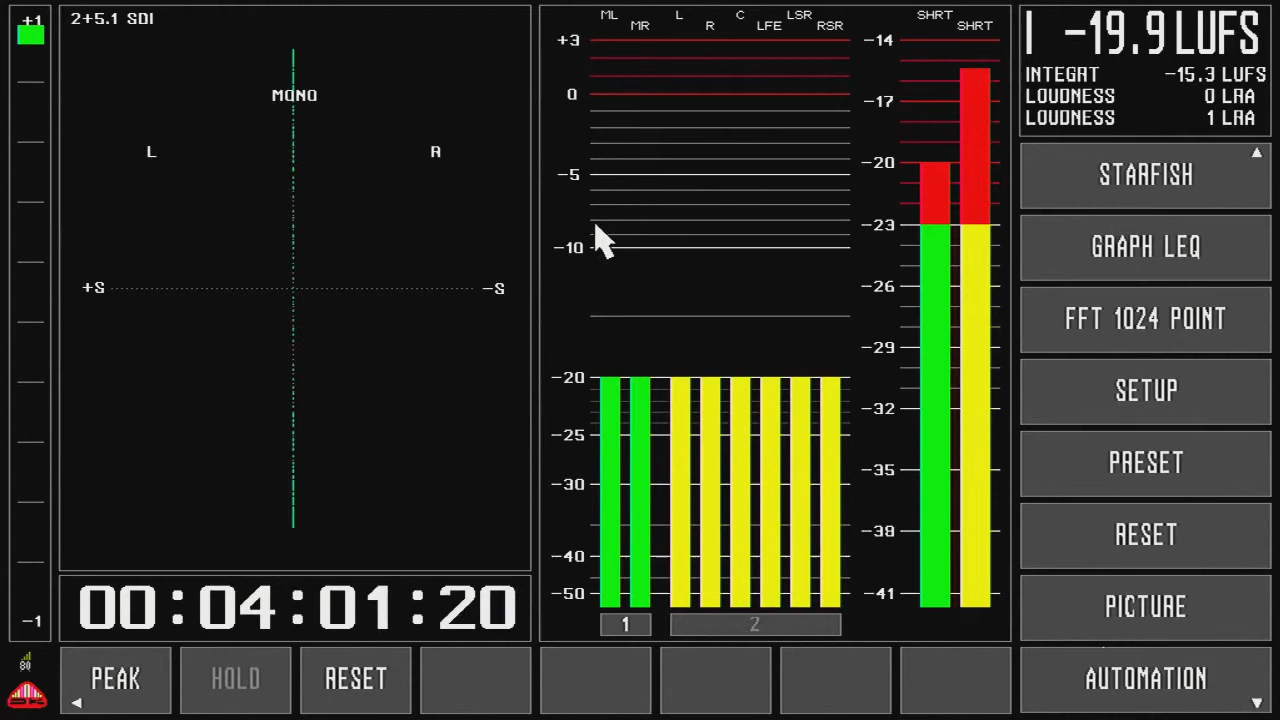 +1
2+5.1 SDI
MONO
L R
+S -S
-1
00:04:01:20
ML L C LSR
MR R LFE RSR
+3
0
-5
-10
-20
-25
-30
-40
-50
1 2
SHRT
SHRT
-14
-17
-20
-23
-26
-29
-32
-35
-38
-41
I -19.9 LUFS
INTEGRT -15.3 LUFS
LOUDNESS 0 LRA
LOUDNESS 1 LRA
STARFISH
GRAPH LEQ
FFT 1024 POINT
SETUP
PRESET
RESET
PICTURE
AUTOMATION
80
PEAK
HOLD
RESET